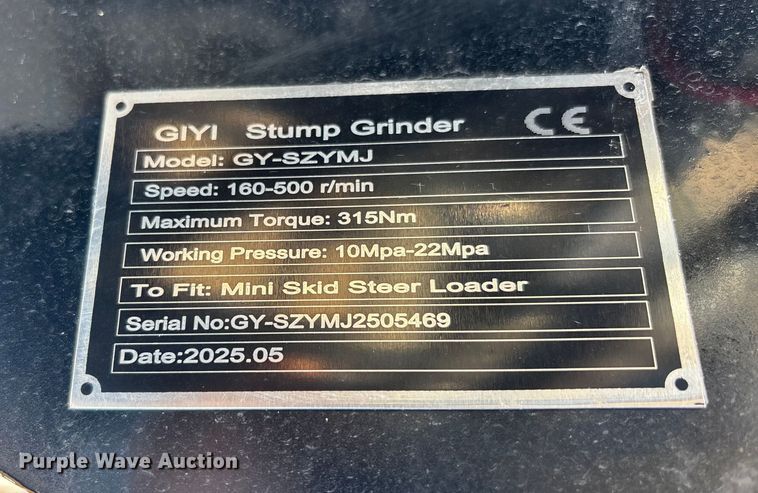 GIYI Stump Grinder CE
Model: GY-SZYMJ
Speed: 160-500 r/min
Maximum Torque: 315Nm
Working Pressure: 10Mpa-22Mpa
To Fit: Mini Skid Steer Loader
Serial No:GY-SZYMJ2505469
Date:2025.05
Purple Wave Auction